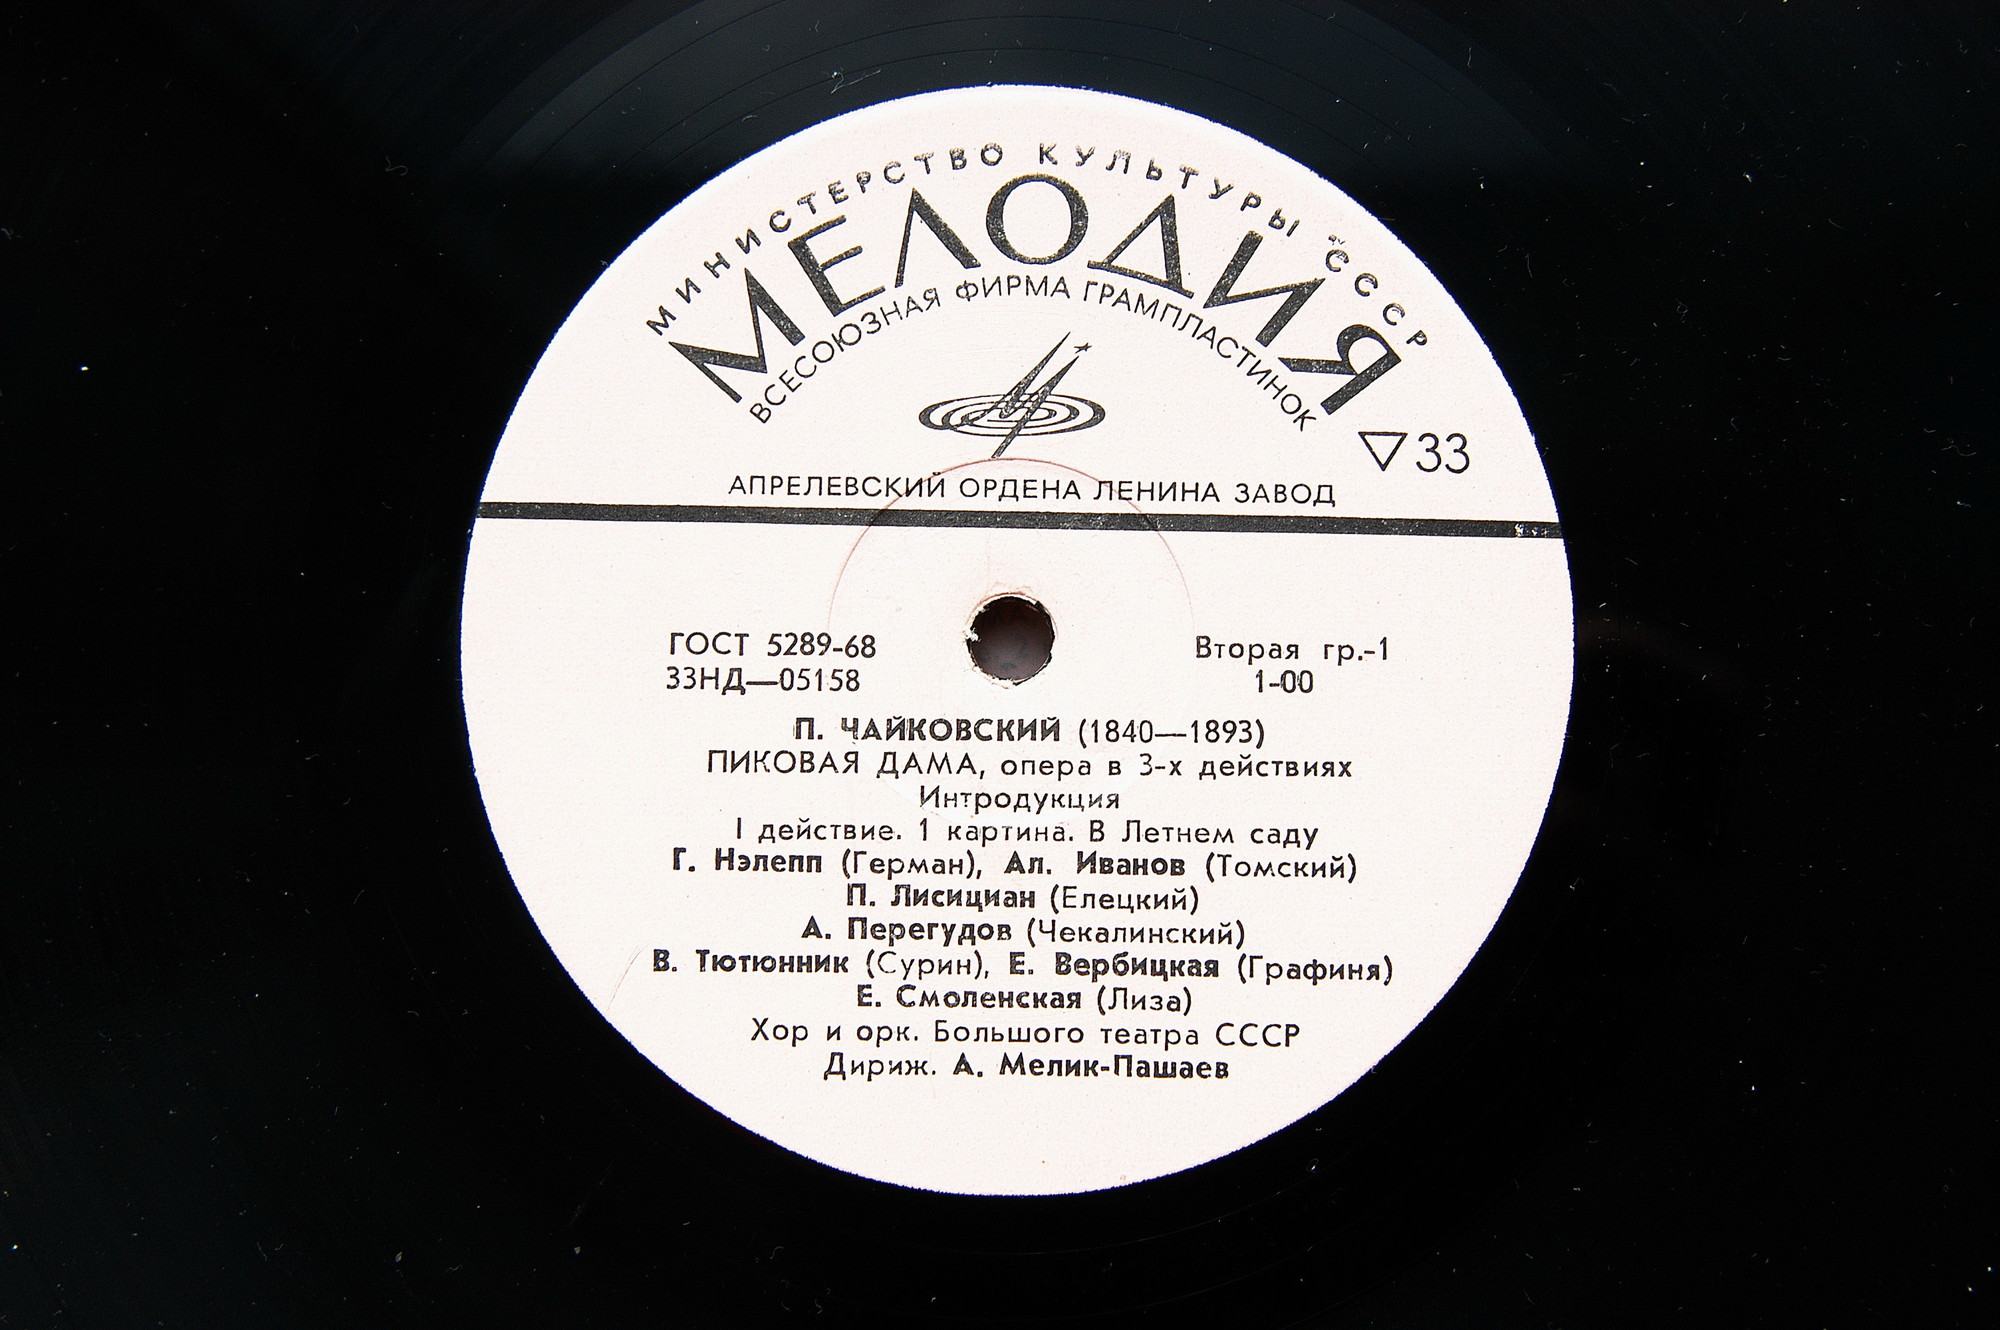 МИНИСТЕРСТВО КУЛЬТУРЫ СССР
МЕЛОДИЯ
ВСЕСОЮЗНАЯ ФИРМА ГРАМПЛАСТИНОК
▽33
АПРЕЛЕВСКИЙ ОРДЕНА ЛЕНИНА ЗАВОД
ГОСТ 5289-68 Вторая гр.-1
33НД—05158 1-00
П. ЧАЙКОВСКИЙ (1840—1893)
ПИКОВАЯ ДАМА, опера в 3-х действиях
Интродукция
I действие. 1 картина. В Летнем саду
Г. Нэлепп (Герман), Ал. Иванов (Томский)
П. Лисициан (Елецкий)
А. Перегудов (Чекалинский)
В. Тютюнник (Сурин), Е. Вербицкая (Графиня)
Е. Смоленская (Лиза)
Хор и орк. Большого театра СССР
Дириж. А. Мелик-Пашаев